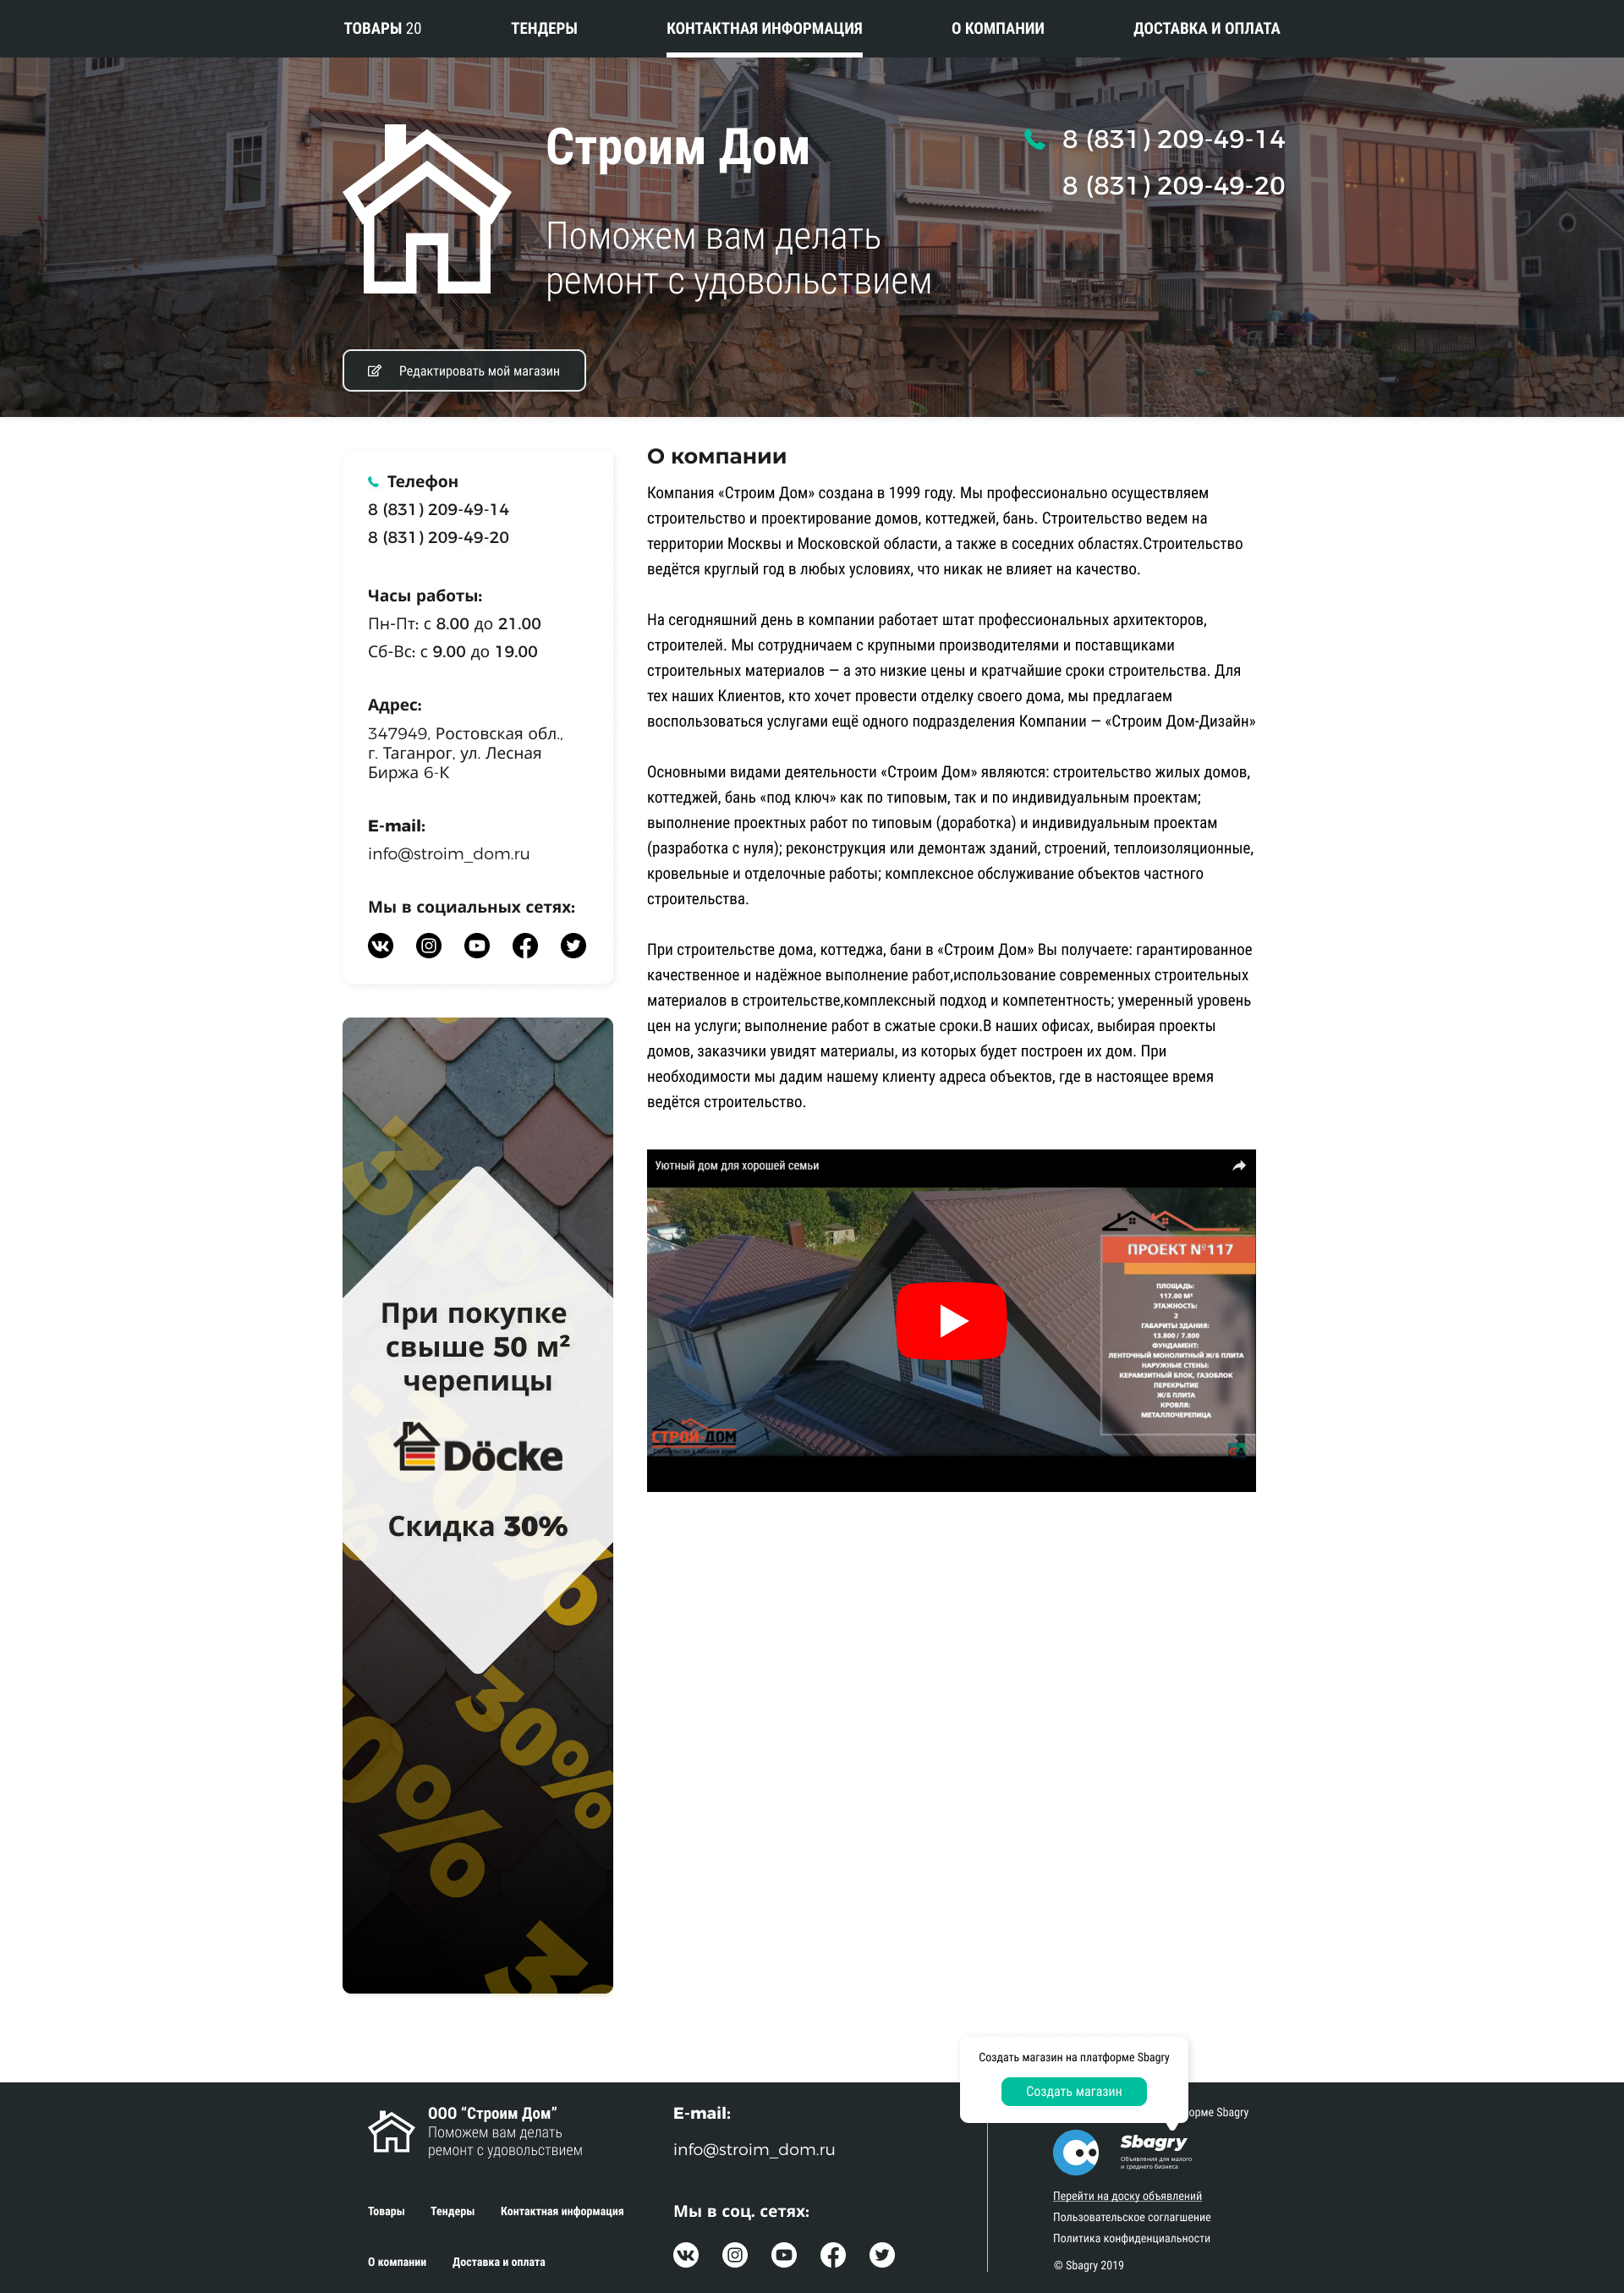 ТОВАРЫ 20
ТЕНДЕРЫ
КОНТАКТНАЯ ИНФОРМАЦИЯ
О КОМПАНИИ
ДОСТАВКА И ОПЛАТА
Строим Дом
Поможем вам делать
ремонт с удовольствием
8 (831) 209-49-14
8 (831) 209-49-20
Редактировать мой магазин
Телефон
8 (831) 209-49-14
8 (831) 209-49-20
Часы работы:
Пн-Пт: с 8.00 до 21.00
Сб-Вс: с 9.00 до 19.00
Адрес:
347949, Ростовская обл.,
г. Таганрог, ул. Лесная
Биржа 6-К
E-mail:
info@stroim_dom.ru
Мы в социальных сетях:
При покупке
свыше 50 м²
черепицы
Döcke
Скидка 30%
30%
30%
О компании
Компания «Строим Дом» создана в 1999 году. Мы профессионально осуществляем
строительство и проектирование домов, коттеджей, бань. Строительство ведем на
территории Москвы и Московской области, а также в соседних областях.Строительство
ведётся круглый год в любых условиях, что никак не влияет на качество.
На сегодняшний день в компании работает штат профессиональных архитекторов,
строителей. Мы сотрудничаем с крупными производителями и поставщиками
строительных материалов — а это низкие цены и кратчайшие сроки строительства. Для
тех наших Клиентов, кто хочет провести отделку своего дома, мы предлагаем
воспользоваться услугами ещё одного подразделения Компании — «Строим Дом-Дизайн»
Основными видами деятельности «Строим Дом» являются: строительство жилых домов,
коттеджей, бань «под ключ» как по типовым, так и по индивидуальным проектам;
выполнение проектных работ по типовым (доработка) и индивидуальным проектам
(разработка с нуля); реконструкция или демонтаж зданий, строений, теплоизоляционные,
кровельные и отделочные работы; комплексное обслуживание объектов частного
строительства.
При строительстве дома, коттеджа, бани в «Строим Дом» Вы получаете: гарантированное
качественное и надёжное выполнение работ,использование современных строительных
материалов в строительстве,комплексный подход и компетентность; умеренный уровень
цен на услуги; выполнение работ в сжатые сроки.В наших офисах, выбирая проекты
домов, заказчики увидят материалы, из которых будет построен их дом. При
необходимости мы дадим нашему клиенту адреса объектов, где в настоящее время
ведётся строительство.
Уютный дом для хорошей семьи
ПРОЕКТ №117
ПЛОЩАДЬ:
117.00 М²
ЭТАЖНОСТЬ:
2
ГАБАРИТЫ ЗДАНИЯ:
13.800 / 7.800
ФУНДАМЕНТ:
ЛЕНТОЧНЫЙ МОНОЛИТНЫЙ Ж/Б ПЛИТА
НАРУЖНЫЕ СТЕНЫ:
КЕРАМЗИТНЫЙ БЛОК, ГАЗОБЛОК
ПЕРЕКРЫТИЕ
Ж/Б ПЛИТА
КРОВЛЯ:
МЕТАЛЛОЧЕРЕПИЦА
СТРОЙ ДОМ
Создать магазин на платформе Sbagry
Создать магазин
ООО “Строим Дом”
Поможем вам делать
ремонт с удовольствием
Товары
Тендеры
Контактная информация
О компании
Доставка и оплата
E-mail:
info@stroim_dom.ru
Мы в соц. сетях:
орме Sbagry
Sbagry
Объявления для малого
и среднего бизнеса
Перейти на доску объявлений
Пользовательское соглагшение
Политика конфиденциальности
© Sbagry 2019